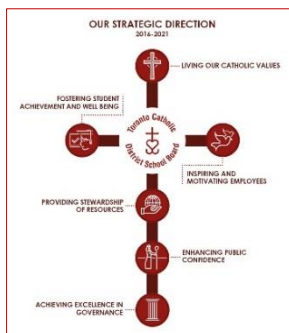 OUR STRATEGIC DIRECTION
2016-2021
LIVING OUR CATHOLIC VALUES
FOSTERING STUDENT
ACHIEVEMENT AND WELL BEING
Toronto Catholic
District School Board
INSPIRING AND
MOTIVATING EMPLOYEES
PROVIDING STEWARDSHIP
OF RESOURCES
ENHANCING PUBLIC
CONFIDENCE
ACHIEVING EXCELLENCE IN
GOVERNANCE